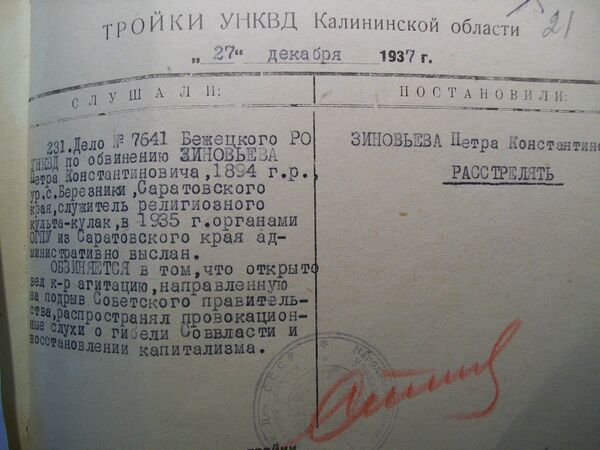 21
ТРОЙКИ УНКВД Калининской области
„27" декабря 1937 г.
СЛУШАЛИ:
231. Дело № 7641 Бежецкого РО
УНКВД по обвинению ЗИНОВЬЕВА
Петра Константиновича, 1894 г.р.,
ур.с.Березники, Саратовского
края,служитель религиозного
культа-кулак, в 1935 г.органами
ОГПУ из Саратовского края ад-
министративно выслан.
ОБВИНЯЕТСЯ в том,что открыто
вел к-р агитацию,направленную
на подрыв Советского правитель-
ства,распространял провокацион-
ные слухи о гибели Соввласти и
восстановлении капитализма.
ПОСТАНОВИЛИ:
ЗИНОВЬЕВА Петра Константино
РАССТРЕЛЯТЬ
СССР